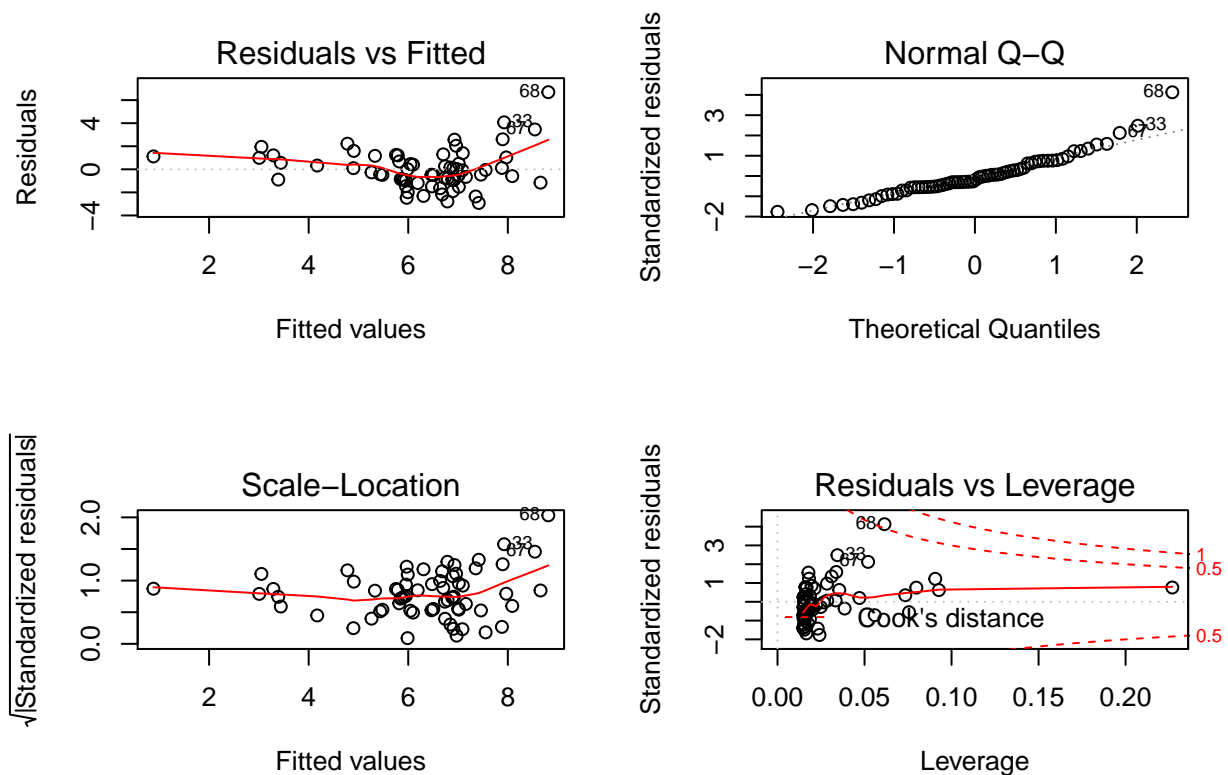 Residuals vs Fitted
Residuals
−4 0 4
68
33
67
2 4 6 8
Fitted values
Normal Q−Q
Standardized residuals
−2 1 3
68
33
67
−2 −1 0 1 2
Theoretical Quantiles
Scale−Location
√|Standardized residuals|
0.0 1.0 2.0
68
33
67
2 4 6 8
Fitted values
Residuals vs Leverage
Standardized residuals
−2 1 3
68
33
67
Cook's distance
1
0.5
0.5
0.00 0.05 0.10 0.15 0.20
Leverage